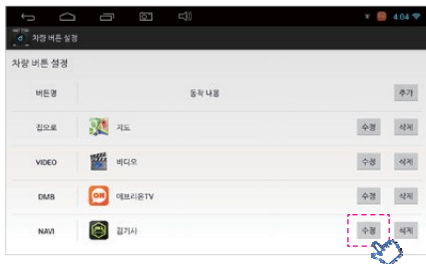 4:04
차량 버튼 설정
차량 버튼 설정
버튼명 동작 내용 추가
집으로 지도 수정 삭제
VIDEO 비디오 수정 삭제
DMB 에브리온TV 수정 삭제
NAVI 김기사 수정 삭제